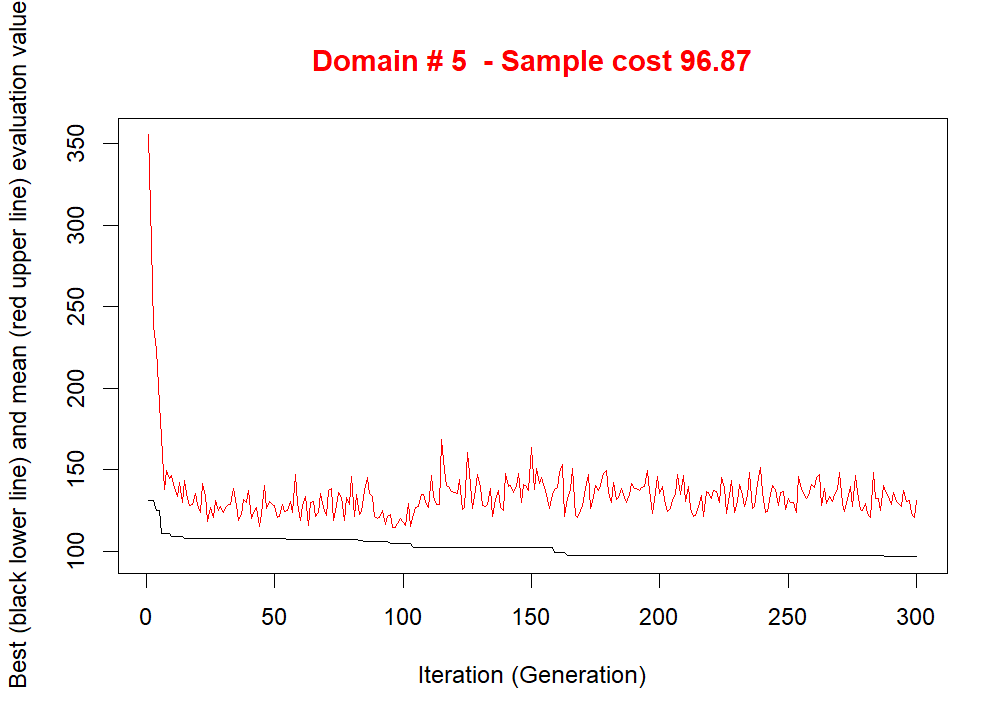 Domain # 5  - Sample cost 96.87
Best (black lower line) and mean (red upper line) evaluation value
350
300
250
200
150
100
0 50 100 150 200 250 300
Iteration (Generation)